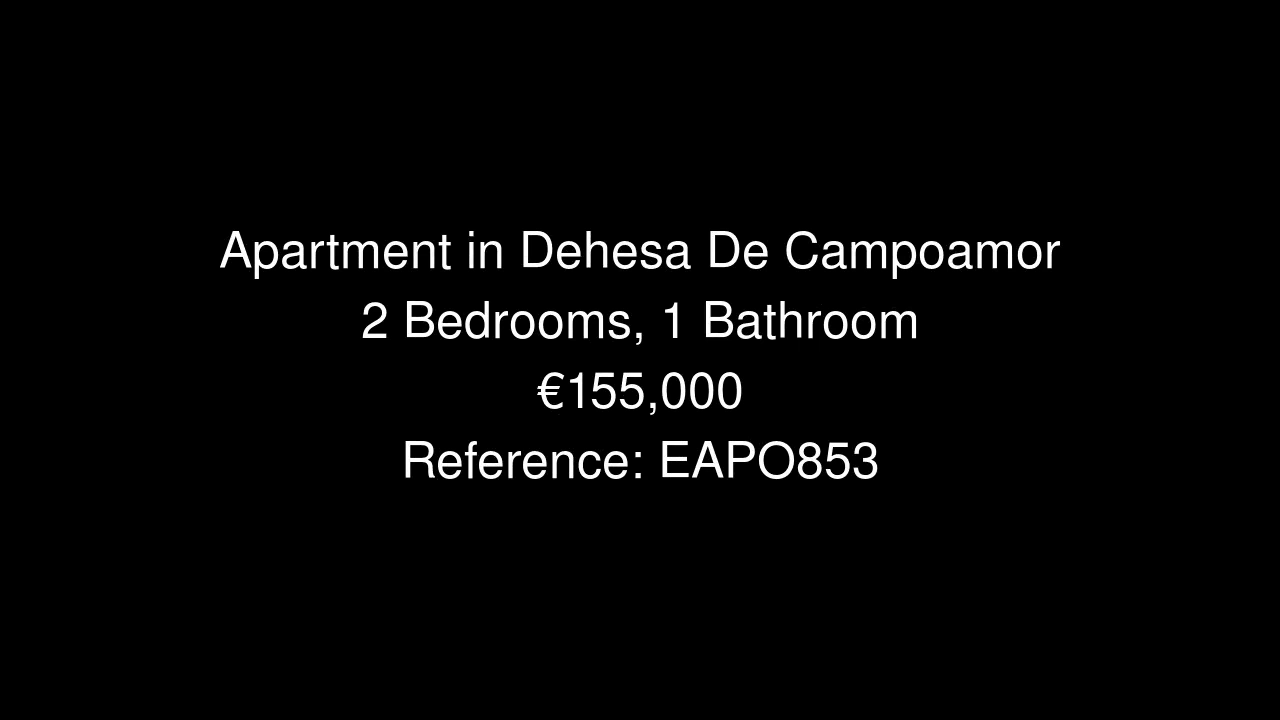 Apartment in Dehesa De Campoamor
2 Bedrooms, 1 Bathroom
€155,000
Reference: EAPO853